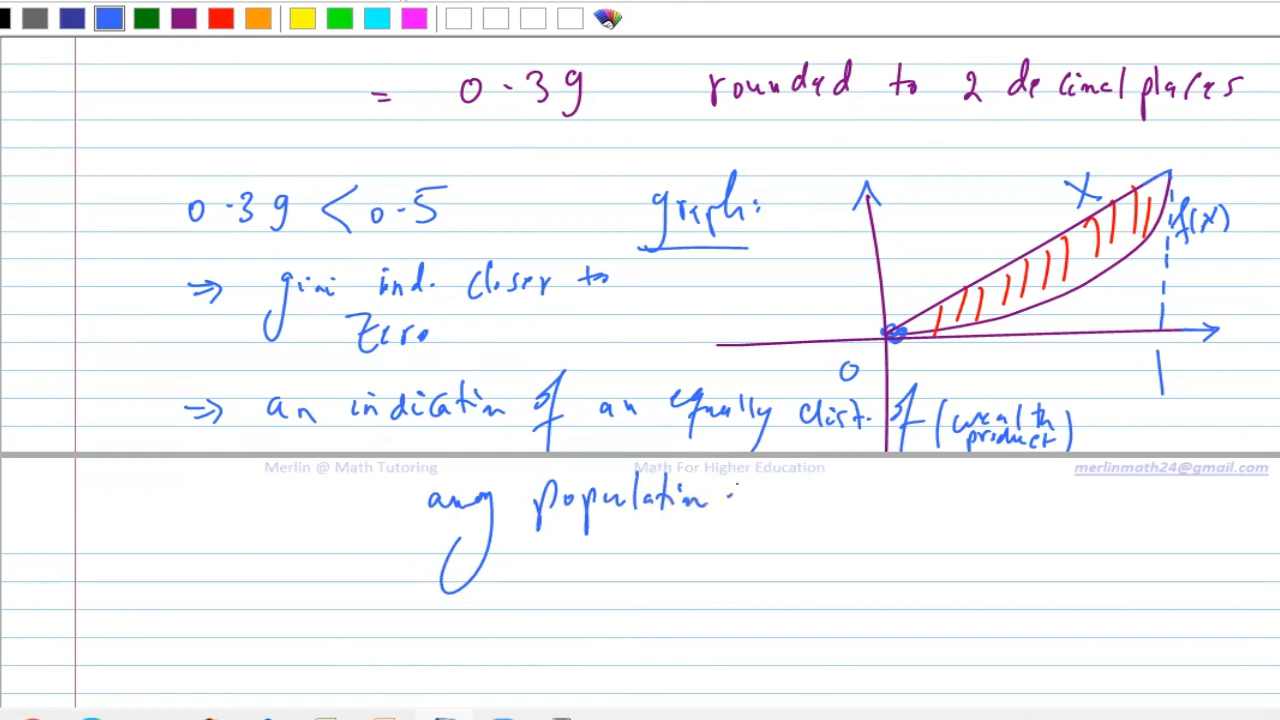 = 0.39 rounded to 2 decimal places
0.39 < 0.5
graph:
x
f(x)
⇒ gini ind. closer to
zero
0
1
⇒ an indication of an equally dist. of (wealth
product)
Merlin @ Math Tutoring Math For Higher Education merlinmath24@gmail.com
population.